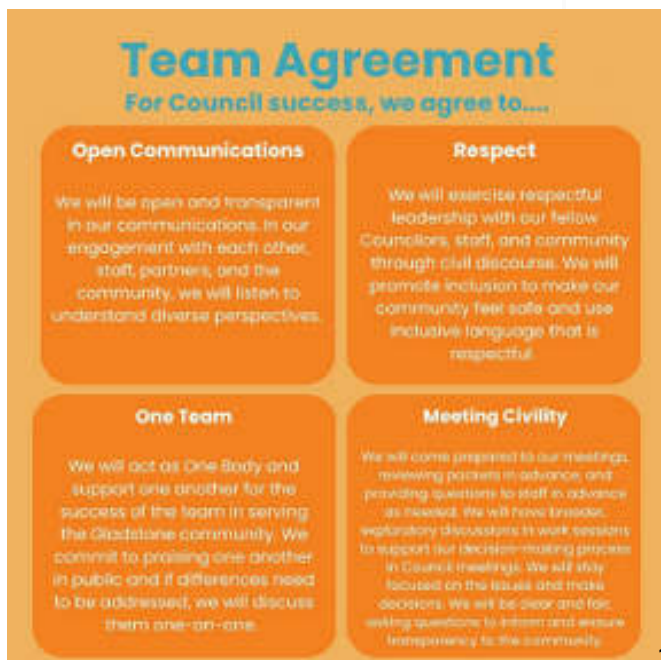 Team Agreement
For Council success, we agree to....
Open Communications
We will be open and transparent
in our communications. In our
engagement with each other,
staff, partners, and the
community, we will listen to
understand diverse perspectives.
Respect
We will exercise respectful
leadership with our fellow
Councilors, staff, and community
through civil discourse. We will
promote inclusion to make our
community feel safe and use
inclusive language that is
respectful
One Team
We will act as One Body and
support one another for the
success of the team in serving
the Gladstone community. We
commit to praising one another
in public and if differences need
to be addressed, we will discuss
them one-on-one.
Meeting Civility
We will come prepared to our meetings,
reviewing packets in advance, and
providing questions to staff in advance
as needed. We will have broader,
exploratory discussions in work sessions
to support our decision-making process
in Council meetings. We will stay
focused on the issues and make
decisions. We will be clear and fair,
asking questions to inform and ensure
transparency to the community.